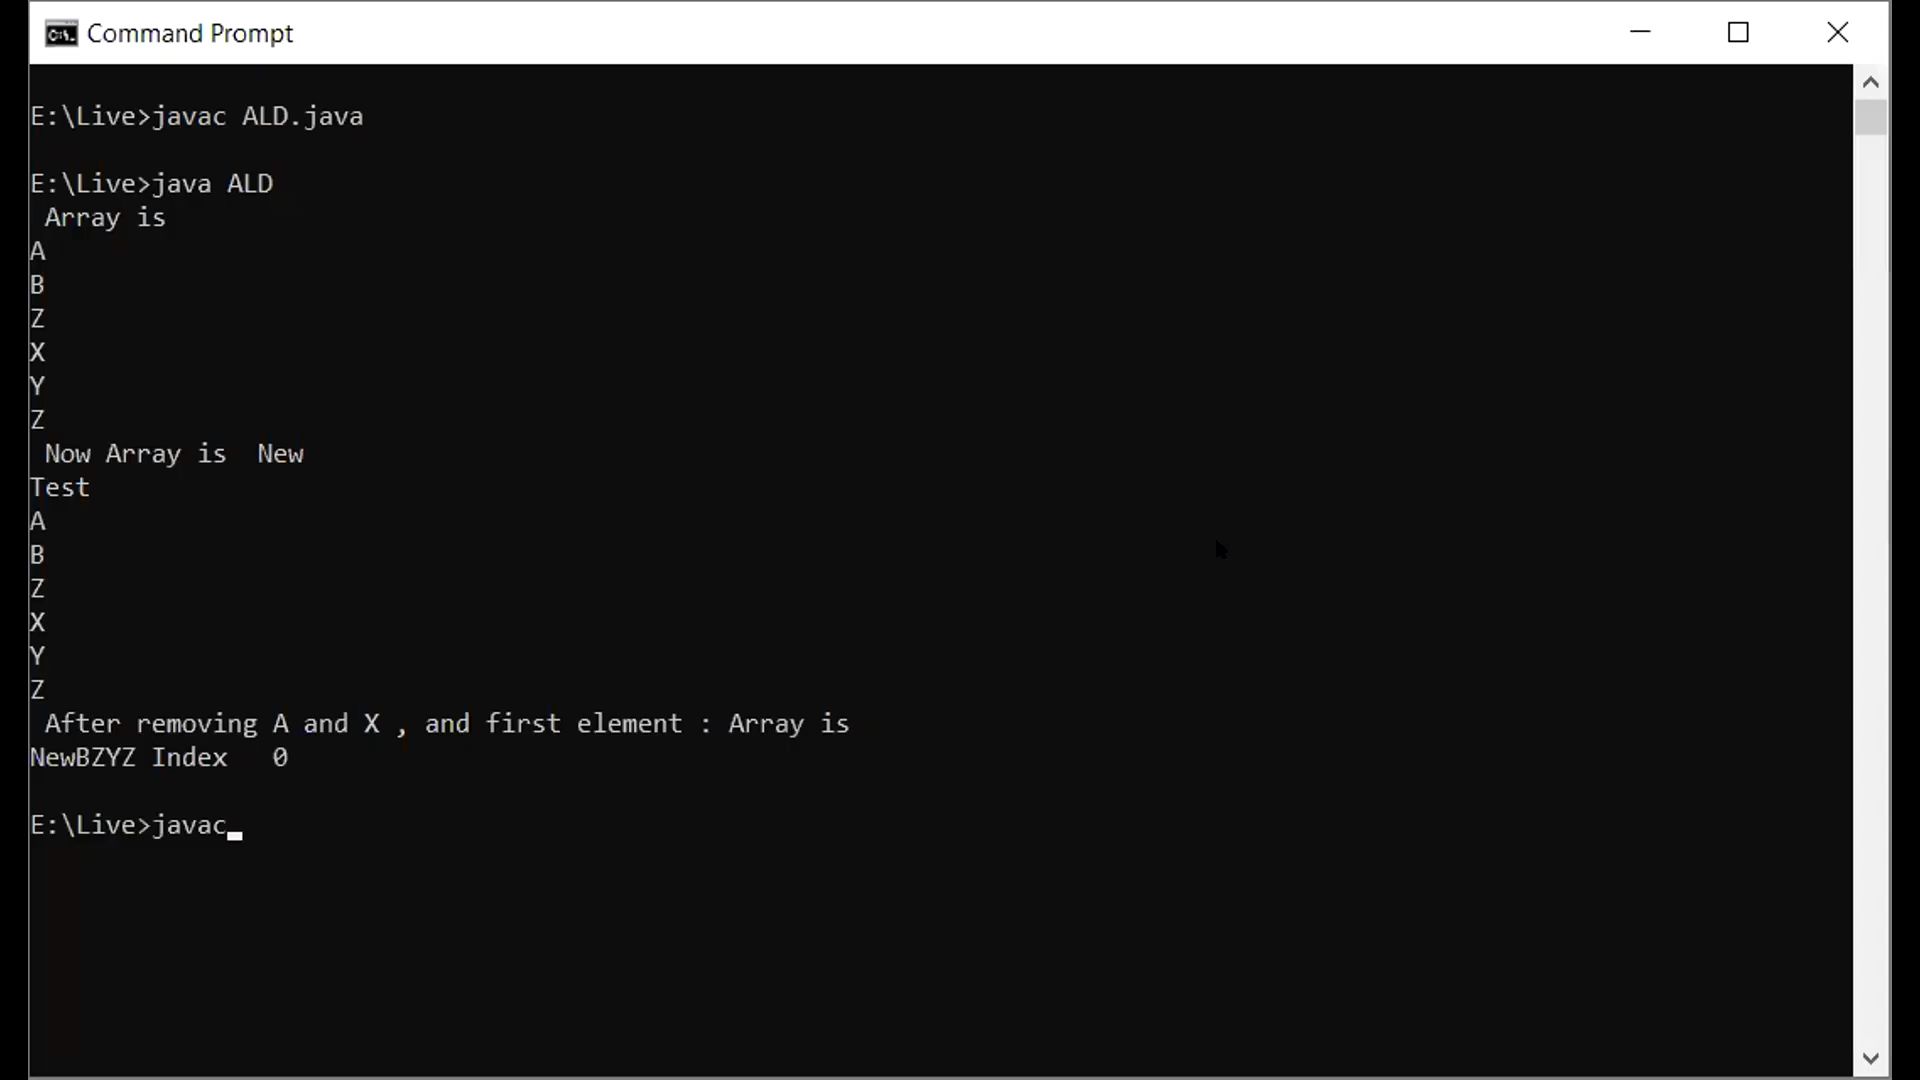 Command Prompt
E:\Live>javac ALD.java
E:\Live>java ALD
Array is
A
B
Z
X
Y
Z
Now Array is  New
Test
A
B
Z
X
Y
Z
After removing A and X , and first element : Array is
NewBZYZ Index   0
E:\Live>javac